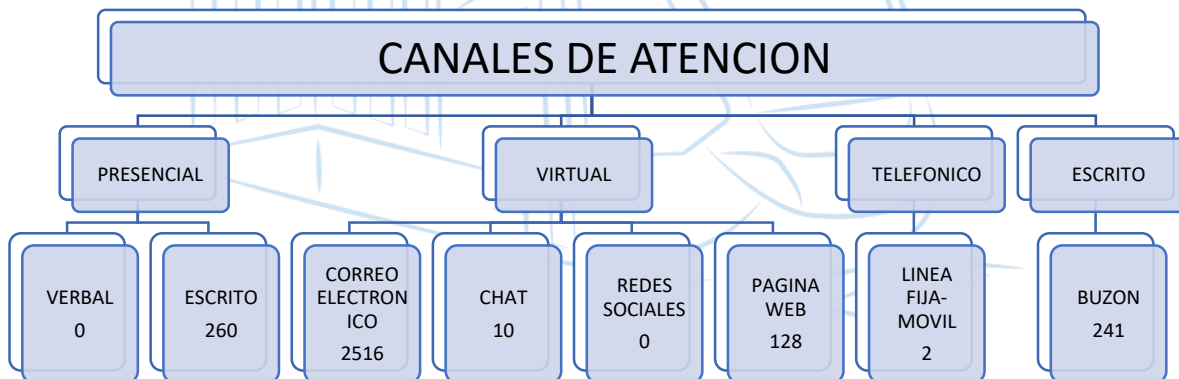 CANALES DE ATENCION
PRESENCIAL
VIRTUAL
TELEFONICO
ESCRITO
VERBAL
0
ESCRITO
260
CORREO
ELECTRON
ICO
2516
CHAT
10
REDES
SOCIALES
0
PAGINA
WEB
128
LINEA
FIJA-
MOVIL
2
BUZON
241